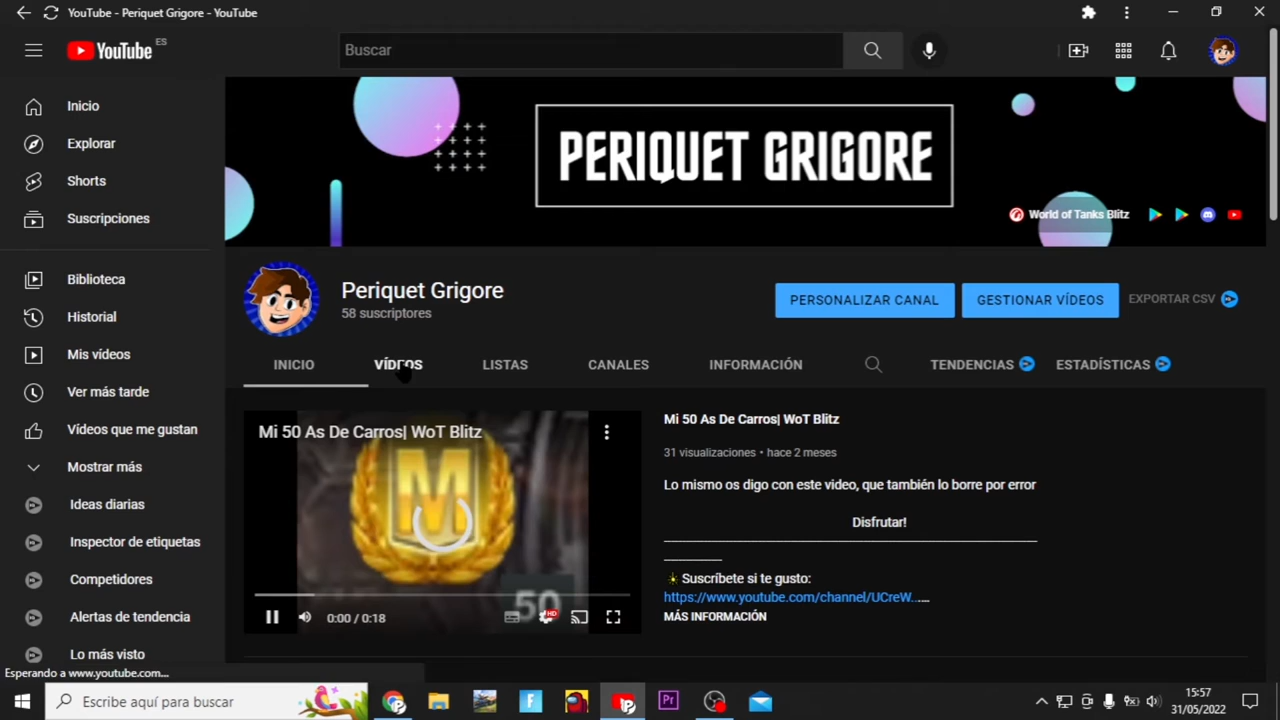 YouTube - Periquet Grigore - YouTube
YouTube ES
Buscar
Inicio
Explorar
Shorts
Suscripciones
Biblioteca
Historial
Mis vídeos
Ver más tarde
Vídeos que me gustan
Mostrar más
Ideas diarias
Inspector de etiquetas
Competidores
Alertas de tendencia
Lo más visto
PERIQUET GRIGORE
World of Tanks Blitz
Periquet Grigore
58 suscriptores
PERSONALIZAR CANAL
GESTIONAR VÍDEOS
EXPORTAR CSV
INICIO
VÍDEOS
LISTAS
CANALES
INFORMACIÓN
TENDENCIAS
ESTADÍSTICAS
Mi 50 As De Carros| WoT Blitz
M
50
0:00 / 0:18
HD
Mi 50 As De Carros| WoT Blitz
31 visualizaciones • hace 2 meses
Lo mismo os digo con este video, que también lo borre por error
Disfrutar!
Suscríbete si te gusto:
https://www.youtube.com/channel/UCreW...
MÁS INFORMACIÓN
Esperando a www.youtube.com...
Escribe aquí para buscar
P
F
P
Pr
15:57
31/05/2022